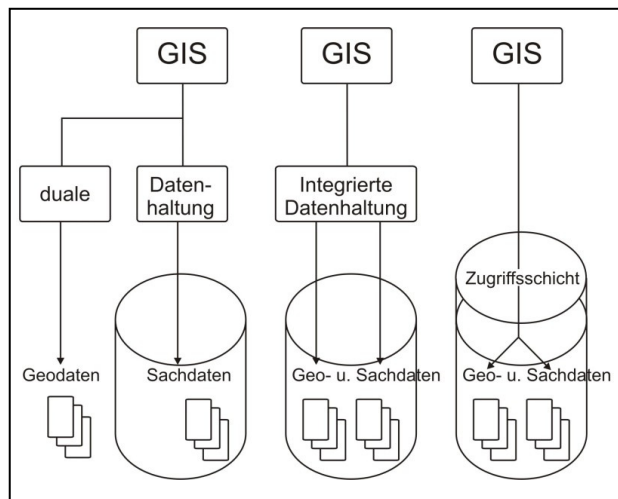 GIS
GIS
GIS
duale
Daten-
haltung
Integrierte
Datenhaltung
Zugriffsschicht
Geodaten
Sachdaten
Geo- u. Sachdaten
Geo- u. Sachdaten